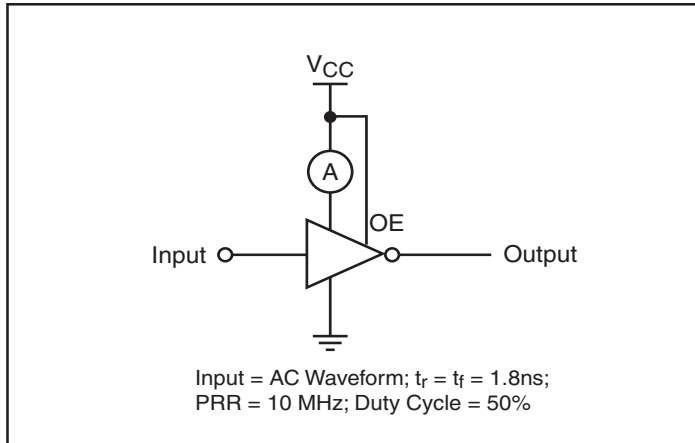 VCC
A
OE
Input
Output
Input = AC Waveform; tr = tf = 1.8ns;
PRR = 10 MHz; Duty Cycle = 50%